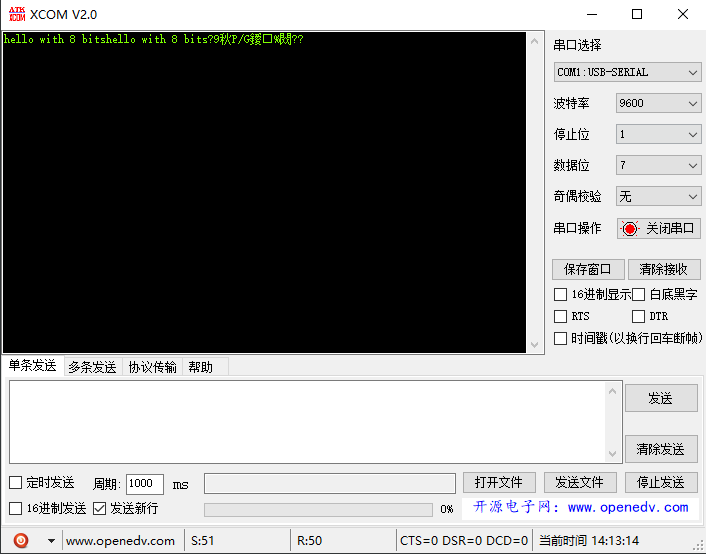 ATK XCOM XCOM V2.0
hello with 8 bitshello with 8 bits?9秋P/G
串口选择
COM1:USB-SERIAL
波特率 9600
停止位 1
数据位 7
奇偶校验 无
串口操作 关闭串口
保存窗口 清除接收
16进制显示 白底黑字
RTS DTR
时间戳(以换行回车断帧)
单条发送 多条发送 协议传输 帮助
发送
清除发送
定时发送 周期: 1000 ms 打开文件 发送文件 停止发送
16进制发送 发送新行 0% 开源电子网: www.openedv.com
www.openedv.com S:51 R:50 CTS=0 DSR=0 DCD=0 当前时间 14:13:14